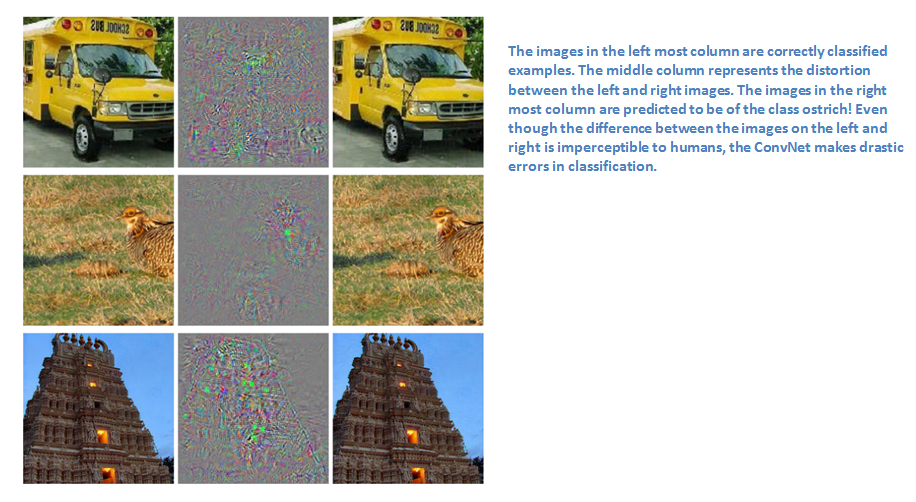 SCHOOL BUS
SCHOOL BUS
The images in the left most column are correctly classified
examples. The middle column represents the distortion
between the left and right images. The images in the right
most column are predicted to be of the class ostrich! Even
though the difference between the images on the left and
right is imperceptible to humans, the ConvNet makes drastic
errors in classification.